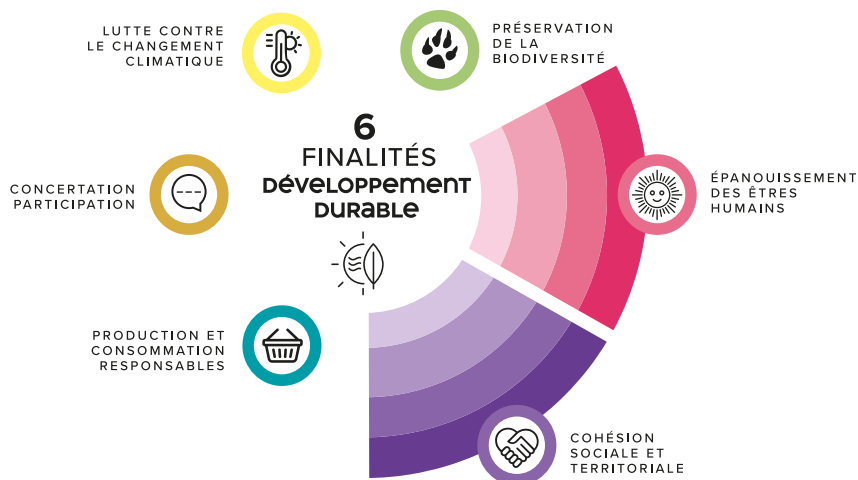 LUTTE CONTRE
LE CHANGEMENT
CLIMATIQUE
PRÉSERVATION
DE LA
BIODIVERSITÉ
6
FINALITÉS
DÉVELOPPEMENT
DURABLE
CONCERTATION
PARTICIPATION
ÉPANOUISSEMENT
DES ÊTRES
HUMAINS
PRODUCTION ET
CONSOMMATION
RESPONSABLES
COHÉSION
SOCIALE ET
TERRITORIALE